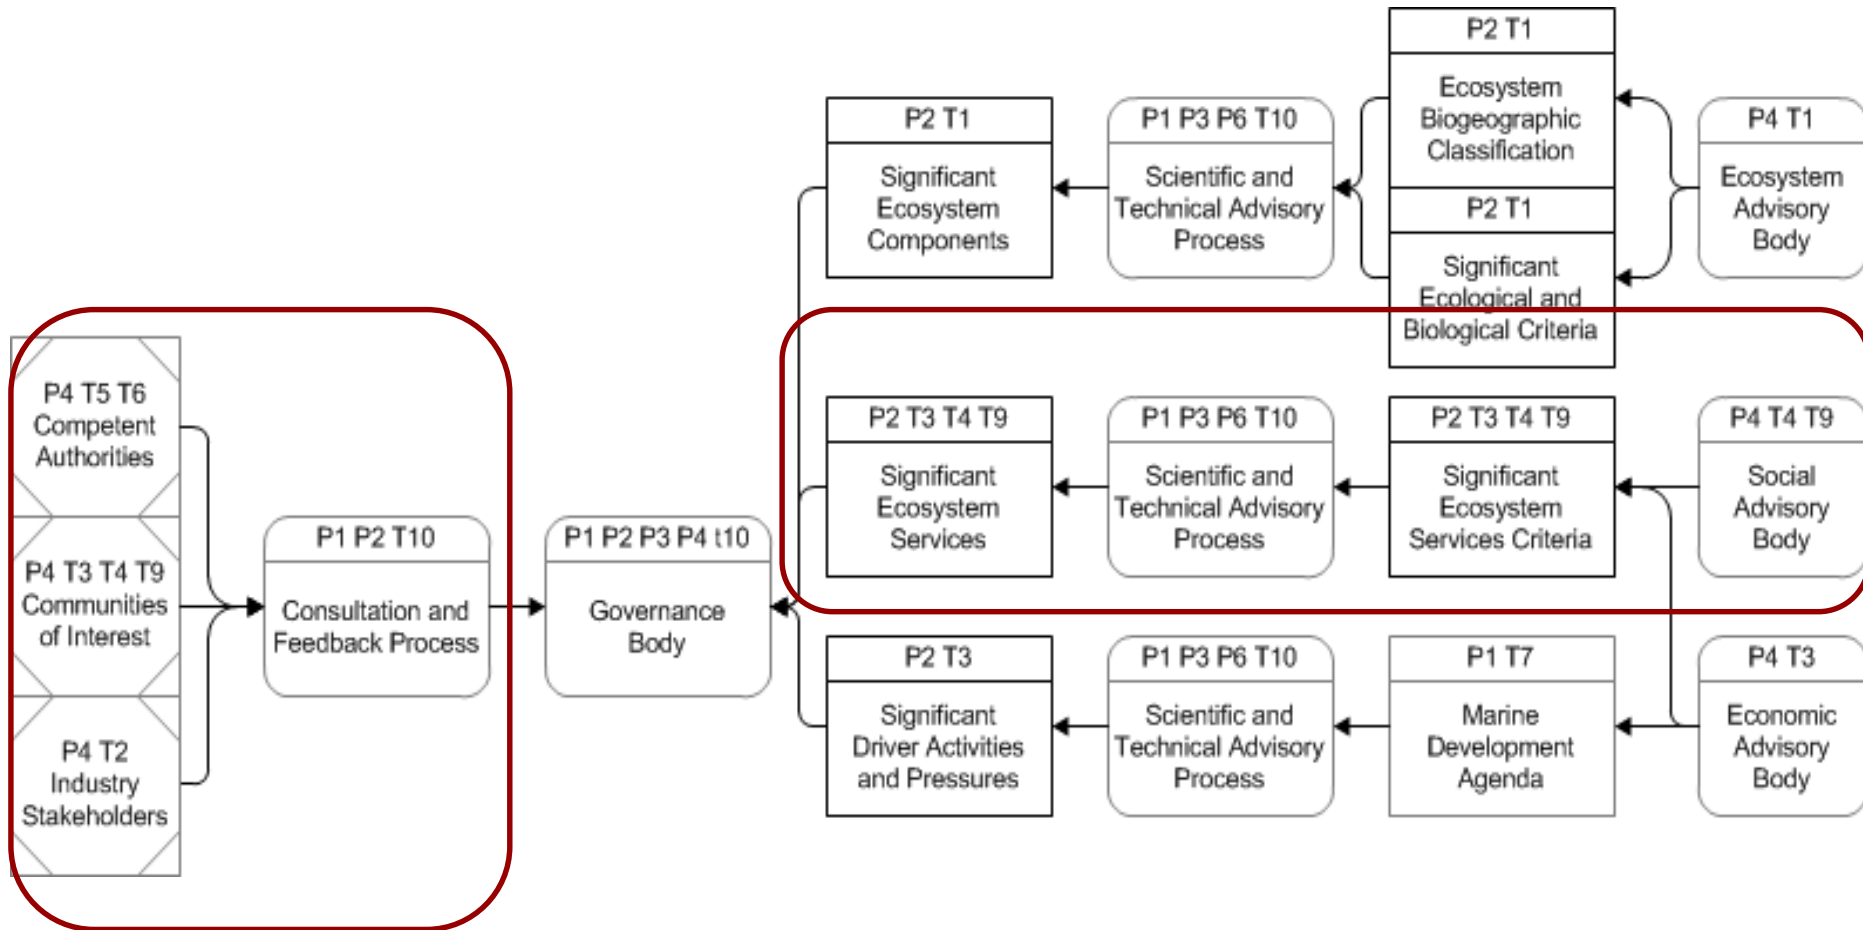 P2 T1
Ecosystem
Biogeographic
Classification
P2 T1
Significant
Ecological and
Biological Criteria
P2 T1
Significant
Ecosystem
Components
P1 P3 P6 T10
Scientific and
Technical Advisory
Process
P4 T1
Ecosystem
Advisory
Body
P4 T5 T6
Competent
Authorities
P4 T3 T4 T9
Communities
of Interest
P4 T2
Industry
Stakeholders
P1 P2 T10
Consultation and
Feedback Process
P1 P2 P3 P4 t10
Governance
Body
P2 T3 T4 T9
Significant
Ecosystem
Services
P1 P3 P6 T10
Scientific and
Technical Advisory
Process
P2 T3 T4 T9
Significant
Ecosystem
Services Criteria
P4 T4 T9
Social
Advisory
Body
P2 T3
Significant
Driver Activities
and Pressures
P1 P3 P6 T10
Scientific and
Technical Advisory
Process
P1 T7
Marine
Development
Agenda
P4 T3
Economic
Advisory
Body